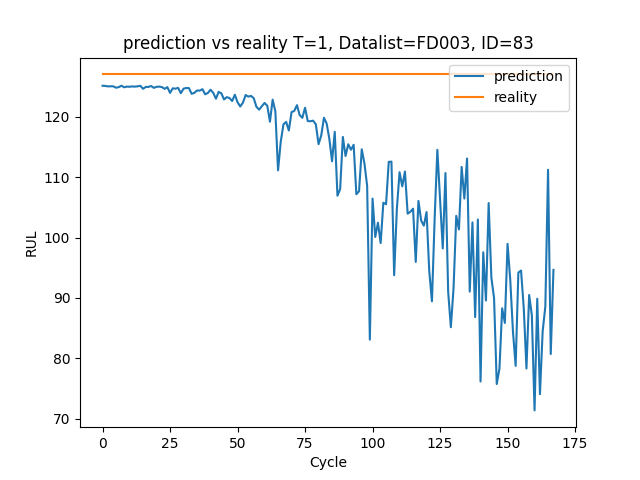 prediction vs reality T=1, Datalist=FD003, ID=83
prediction
reality
RUL
120
110
100
90
80
70
0
25
50
75
100
125
150
175
Cycle